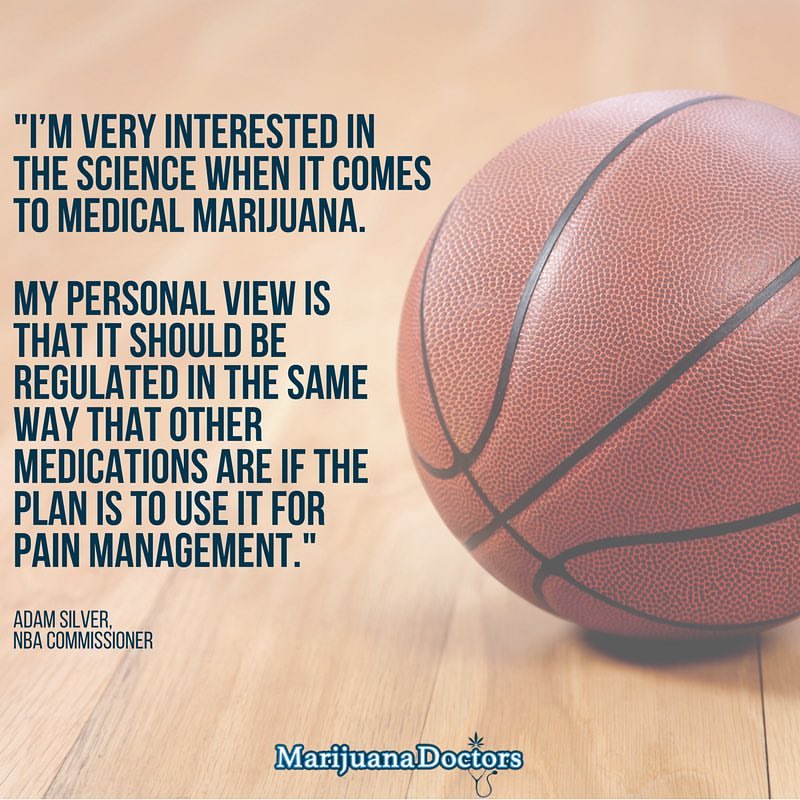 "I’M VERY INTERESTED IN
THE SCIENCE WHEN IT COMES
TO MEDICAL MARIJUANA.
MY PERSONAL VIEW IS
THAT IT SHOULD BE
REGULATED IN THE SAME
WAY THAT OTHER
MEDICATIONS ARE IF THE
PLAN IS TO USE IT FOR
PAIN MANAGEMENT."
ADAM SILVER,
NBA COMMISSIONER
MarijuanaDoctors